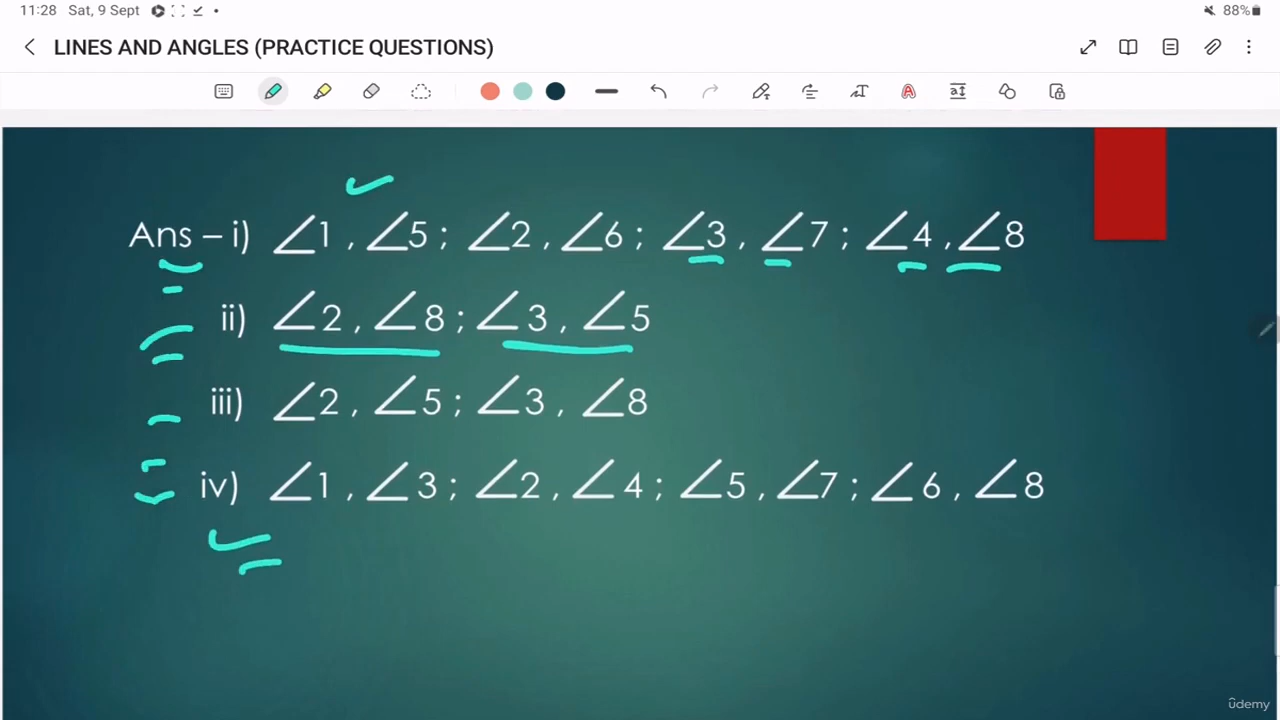 11:28 Sat, 9 Sept 88%
LINES AND ANGLES (PRACTICE QUESTIONS)
Ans – i) ∠1 , ∠5 ; ∠2 , ∠6 ; ∠3 , ∠7 ; ∠4 , ∠8
ii) ∠2 , ∠8 ; ∠3 , ∠5
iii) ∠2 , ∠5 ; ∠3 , ∠8
iv) ∠1 , ∠3 ; ∠2 , ∠4 ; ∠5 , ∠7 ; ∠6 , ∠8
ûdemy